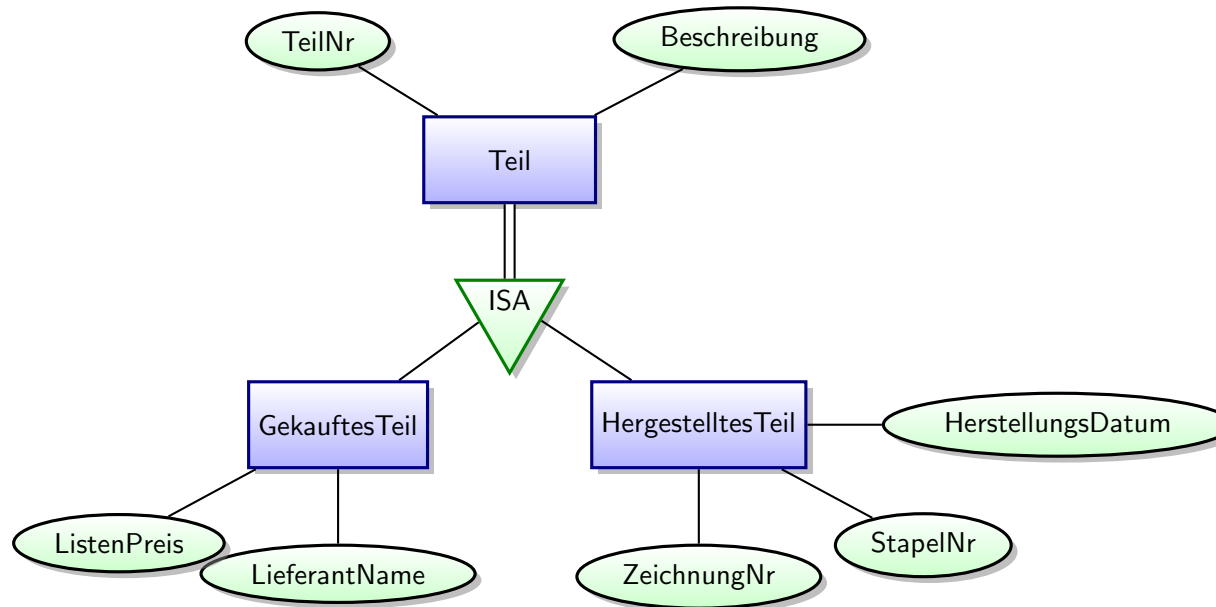 TeilNr
Beschreibung
Teil
ISA
GekauftesTeil
HergestelltesTeil
HerstellungsDatum
ListenPreis
LieferantName
ZeichnungNr
StapelNr